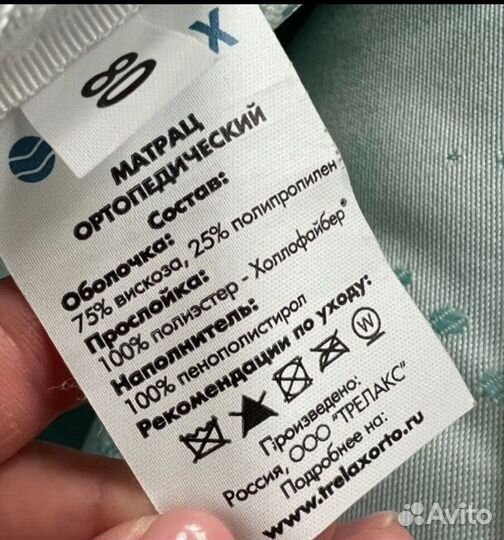 80
X
МАТРАЦ
ОРТОПЕДИЧЕСКИЙ
Состав:
Оболочка:
75% вискоза, 25% полипропилен
Прослойка:
100% полиэстер - Холлофайбер®
Наполнитель:
100% пенополистирол
Рекомендации по уходу:
W
Произведено:
Россия, ООО "ТРЕЛАКС"
Подробнее на:
www.trelaxorto.ru
Avito